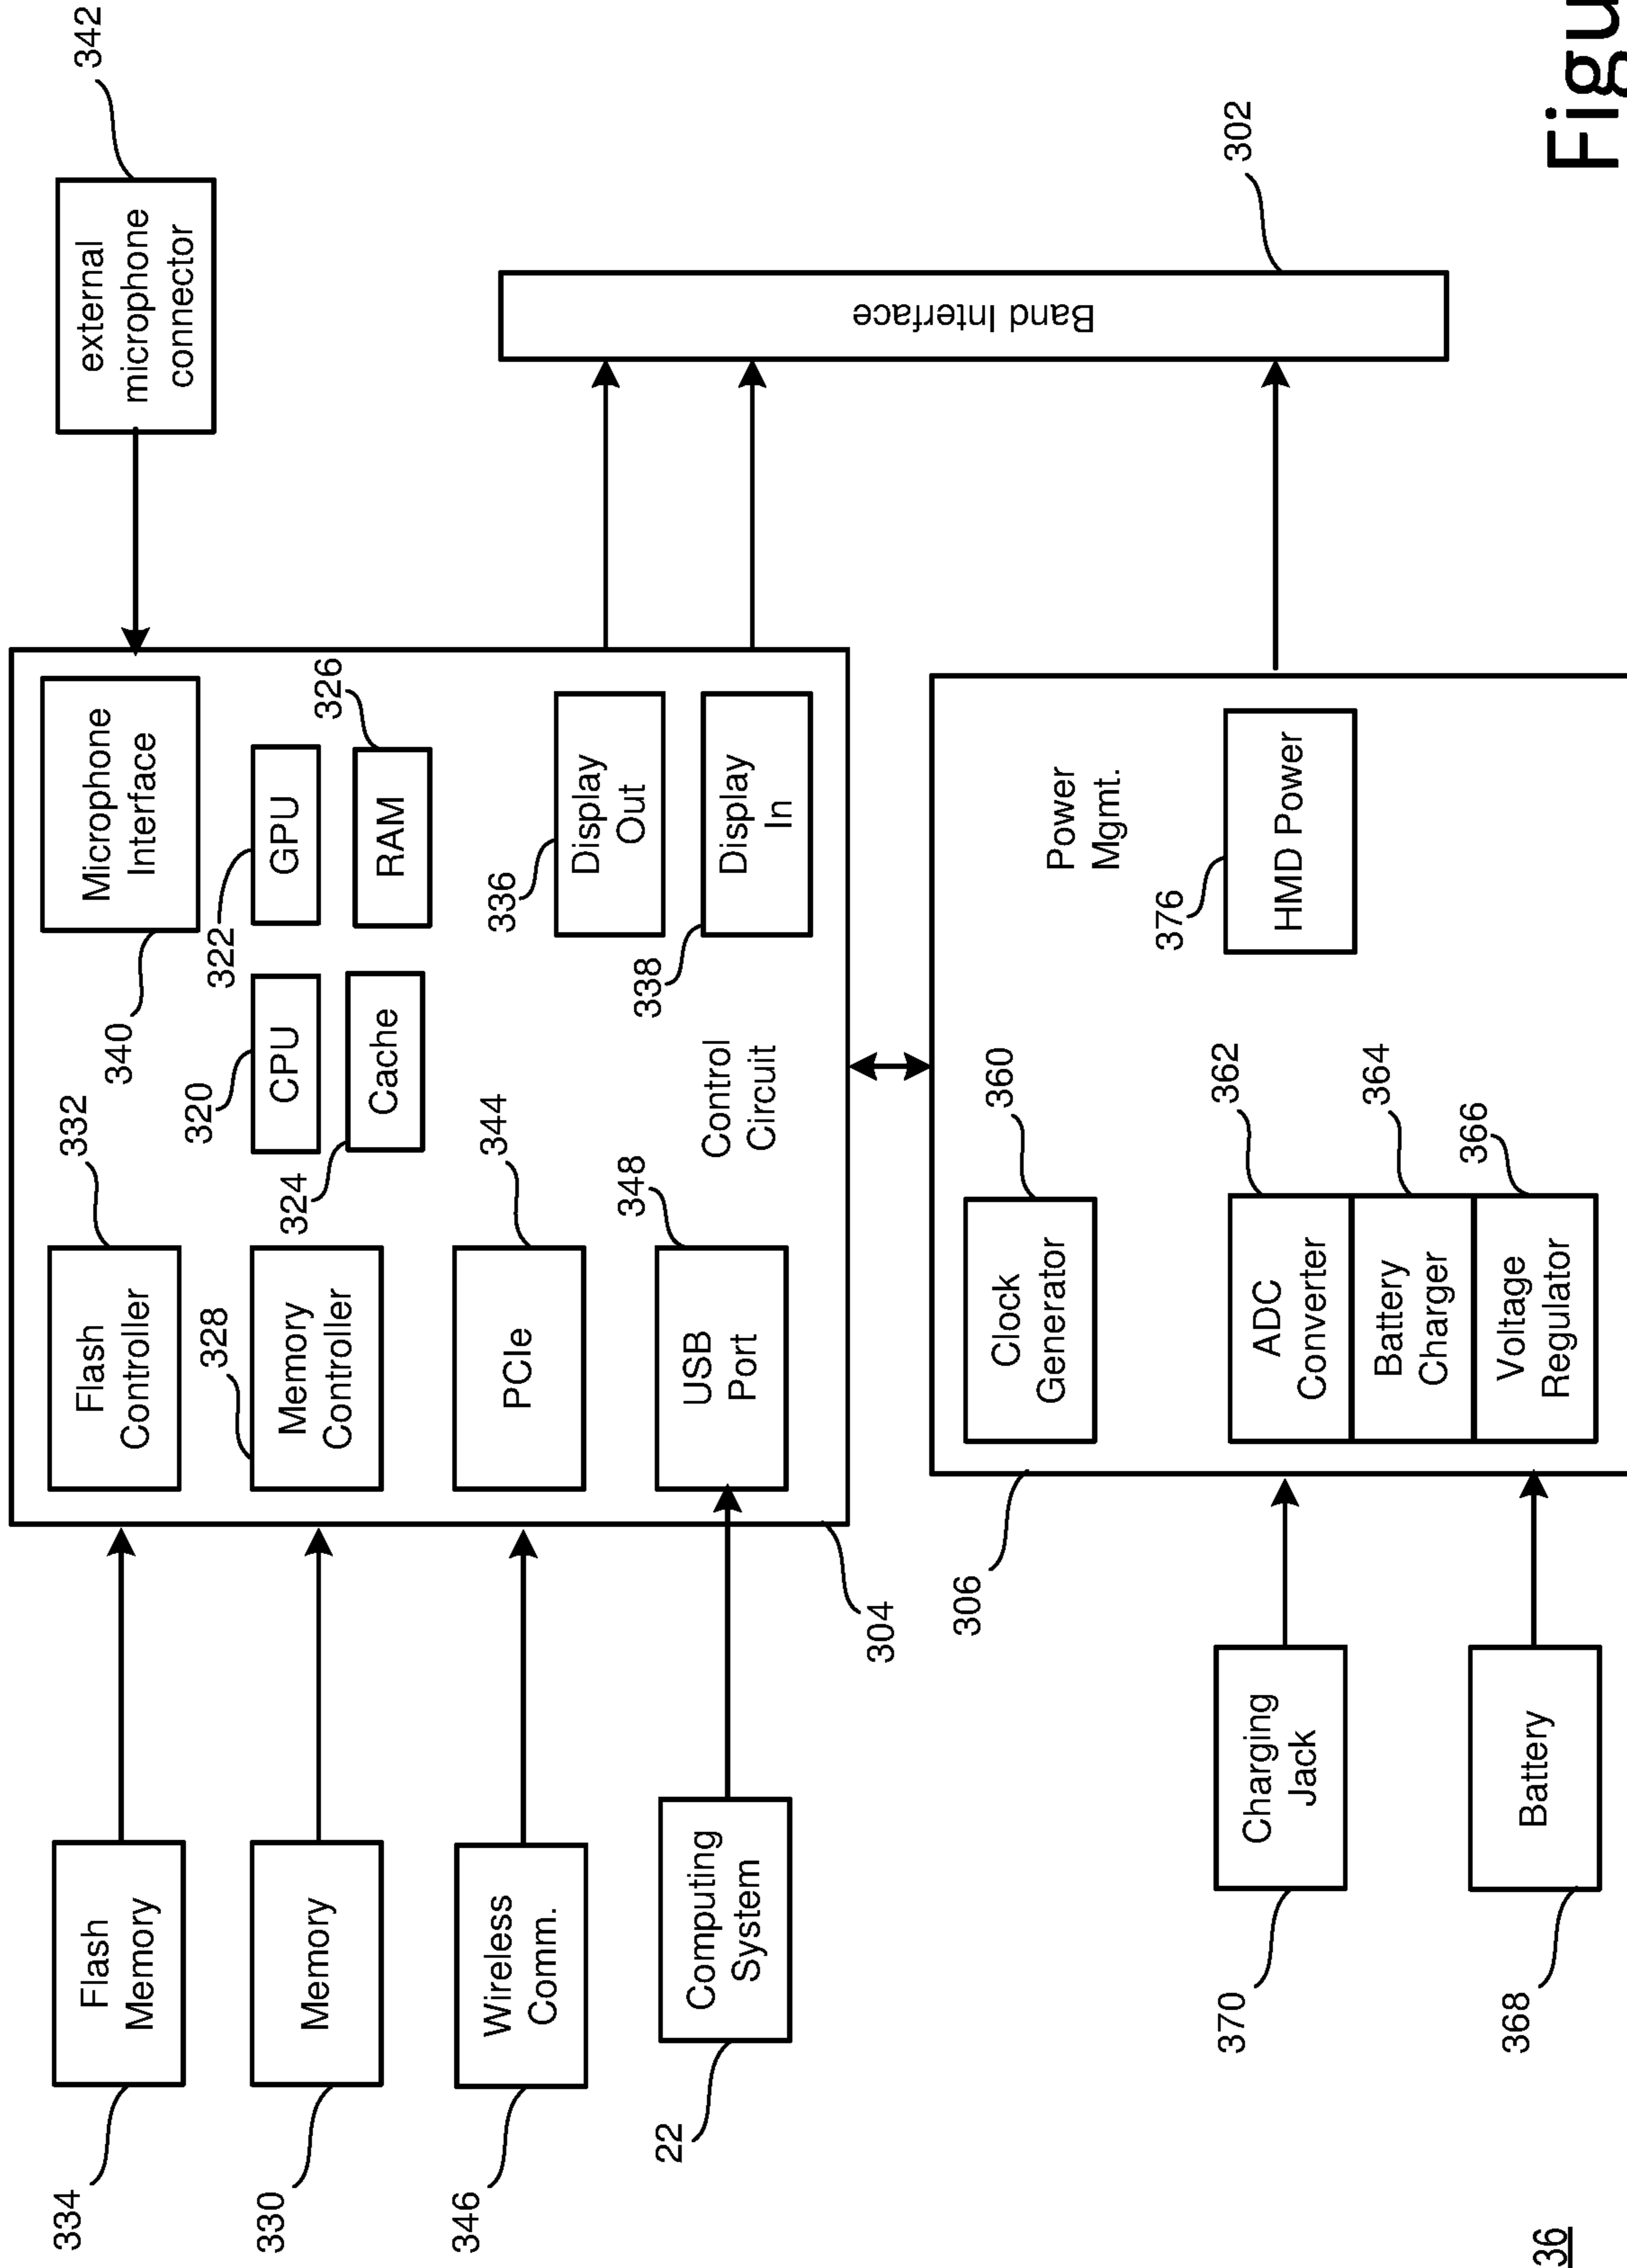 342
external
microphone
connector
Microphone
Interface
340
332
Flash
Controller
Flash
Memory
334
322
GPU
326
RAM
320
CPU
324
Cache
328
Memory
Controller
Memory
330
344
PCIe
Wireless
Comm.
346
336
Display
Out
338
Display
In
Control
Circuit
348
USB
Port
Computing
System
22
304
Band Interface
302
306
360
Clock
Generator
Power
Mgmt.
376
HMD Power
362
ADC
Converter
364
Battery
Charger
366
Voltage
Regulator
Charging
Jack
370
Battery
368
36